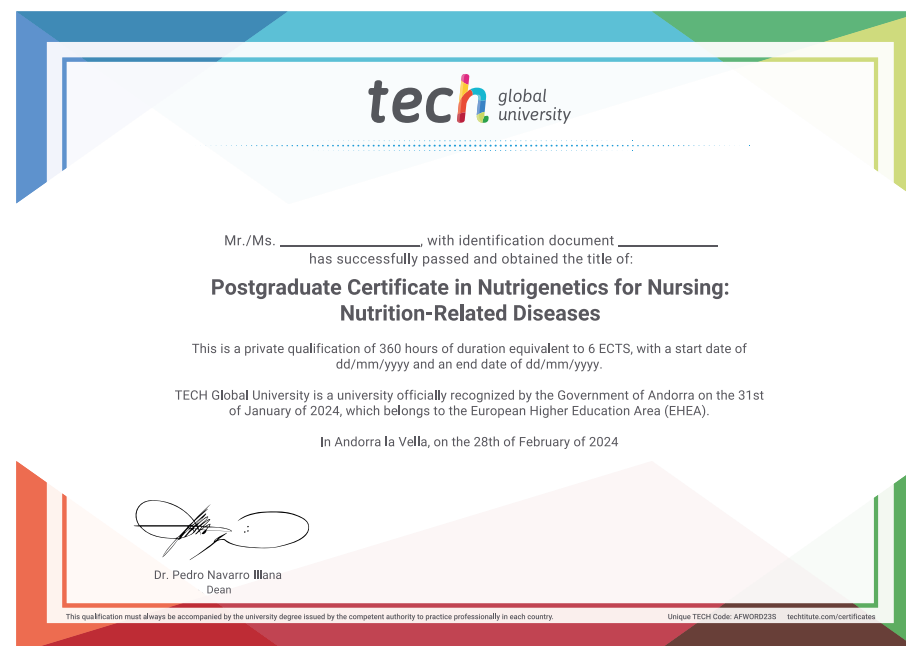 tech global
university
Mr./Ms. ____________________, with identification document ______________
has successfully passed and obtained the title of:
Postgraduate Certificate in Nutrigenetics for Nursing:
Nutrition-Related Diseases
This is a private qualification of 360 hours of duration equivalent to 6 ECTS, with a start date of
dd/mm/yyyy and an end date of dd/mm/yyyy.
TECH Global University is a university officially recognized by the Government of Andorra on the 31st
of January of 2024, which belongs to the European Higher Education Area (EHEA).
In Andorra la Vella, on the 28th of February of 2024
Dr. Pedro Navarro Illana
Dean
This qualification must always be accompanied by the university degree issued by the competent authority to practice professionally in each country.
Unique TECH Code: AFWORD23S techtitute.com/certificates